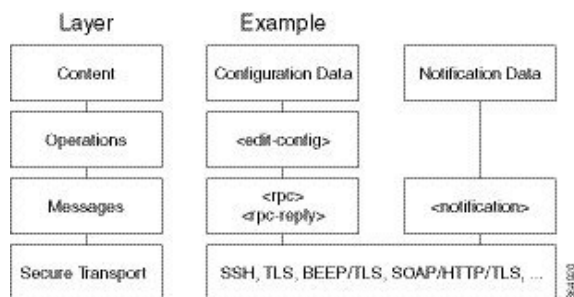 Layer Example
Content Configuration Data Notification Data
Operations <edit-config>
Messages <rpc>
<rpc-reply> <notification>
Secure Transport SSH, TLS, BEEP/TLS, SOAP/HTTP/TLS, ...